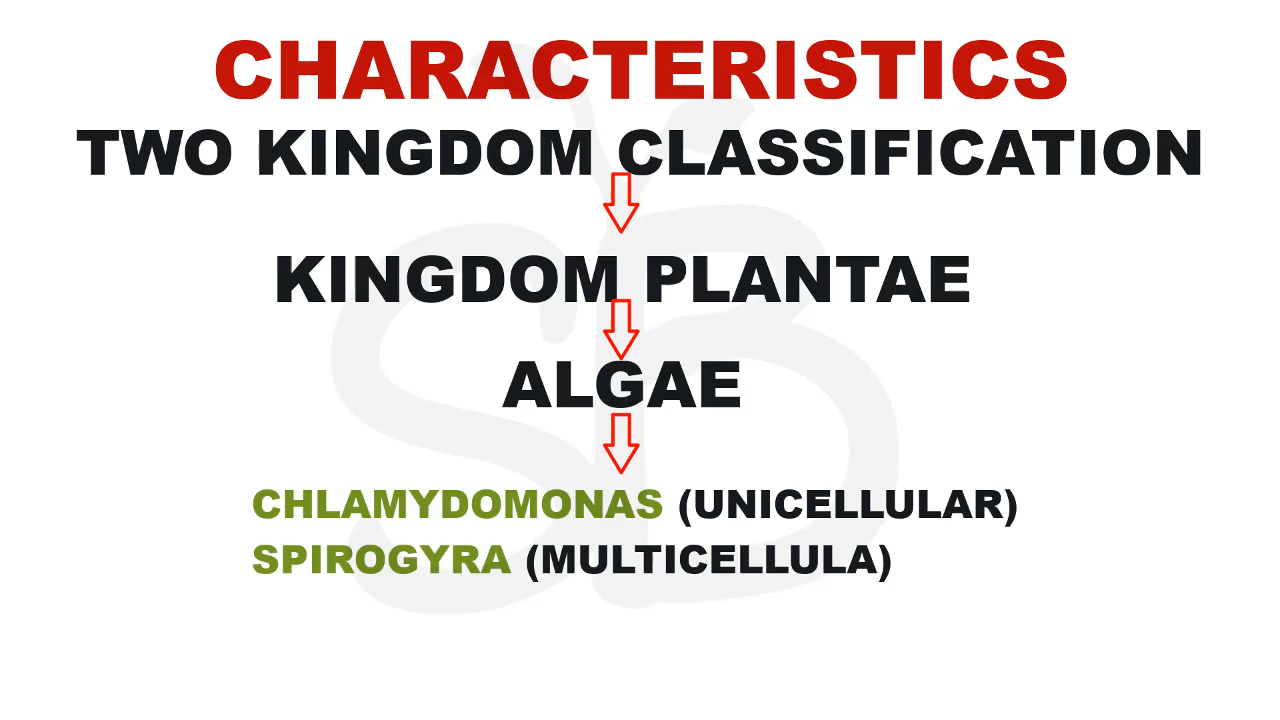 CHARACTERISTICS
TWO KINGDOM CLASSIFICATION
KINGDOM PLANTAE
ALGAE
CHLAMYDOMONAS (UNICELLULAR)
SPIROGYRA (MULTICELLULA)